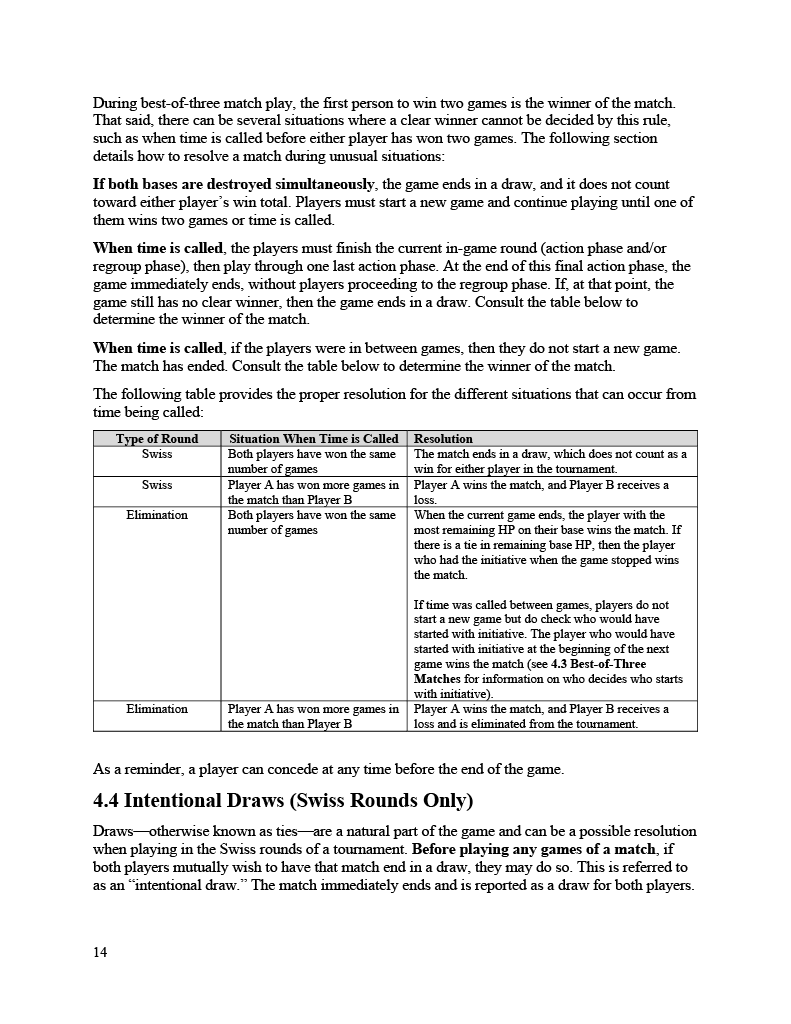 During best-of-three match play, the first person to win two games is the winner of the match.
That said, there can be several situations where a clear winner cannot be decided by this rule,
such as when time is called before either player has won two games. The following section
details how to resolve a match during unusual situations:
If both bases are destroyed simultaneously, the game ends in a draw, and it does not count
toward either player’s win total. Players must start a new game and continue playing until one of
them wins two games or time is called.
When time is called, the players must finish the current in-game round (action phase and/or
regroup phase), then play through one last action phase. At the end of this final action phase, the
game immediately ends, without players proceeding to the regroup phase. If, at that point, the
game still has no clear winner, then the game ends in a draw. Consult the table below to
determine the winner of the match.
When time is called, if the players were in between games, then they do not start a new game.
The match has ended. Consult the table below to determine the winner of the match.
The following table provides the proper resolution for the different situations that can occur from
time being called:
Type of Round Situation When Time is Called Resolution
Swiss Both players have won the same The match ends in a draw, which does not count as a
number of games win for either player in the tournament.
Swiss Player A has won more games in Player A wins the match, and Player B receives a
the match than Player B loss.
Elimination Both players have won the same When the current game ends, the player with the
number of games most remaining HP on their base wins the match. If
there is a tie in remaining base HP, then the player
who had the initiative when the game stopped wins
the match.
If time was called between games, players do not
start a new game but do check who would have
started with initiative. The player who would have
started with initiative at the beginning of the next
game wins the match (see 4.3 Best-of-Three
Matches for information on who decides who starts
with initiative).
Elimination Player A has won more games in Player A wins the match, and Player B receives a
the match than Player B loss and is eliminated from the tournament.
As a reminder, a player can concede at any time before the end of the game.
4.4 Intentional Draws (Swiss Rounds Only)
Draws—otherwise known as ties—are a natural part of the game and can be a possible resolution
when playing in the Swiss rounds of a tournament. Before playing any games of a match, if
both players mutually wish to have that match end in a draw, they may do so. This is referred to
as an “intentional draw.” The match immediately ends and is reported as a draw for both players.
14